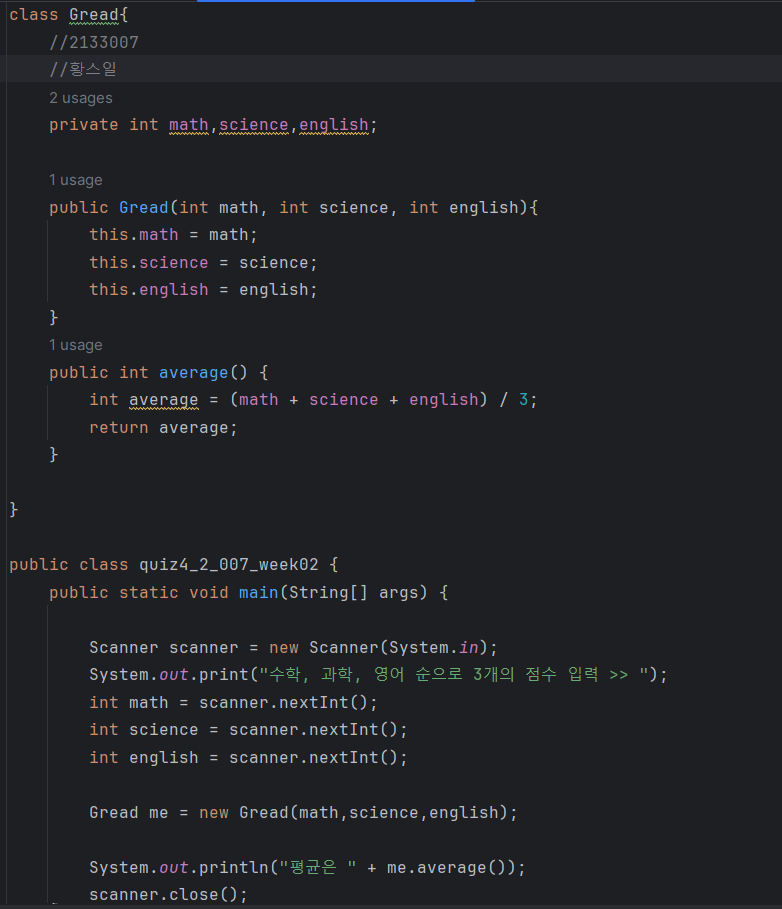 class Gread{
//2133007
//황스일
2 usages
private int math,science,english;
1 usage
public Gread(int math, int science, int english){
this.math = math;
this.science = science;
this.english = english;
}
1 usage
public int average() {
int average = (math + science + english) / 3;
return average;
}
}
public class quiz4_2_007_week02 {
public static void main(String[] args) {
Scanner scanner = new Scanner(System.in);
System.out.print("수학, 과학, 영어 순으로 3개의 점수 입력 >> ");
int math = scanner.nextInt();
int science = scanner.nextInt();
int english = scanner.nextInt();
Gread me = new Gread(math,science,english);
System.out.println("평균은 " + me.average());
scanner.close();